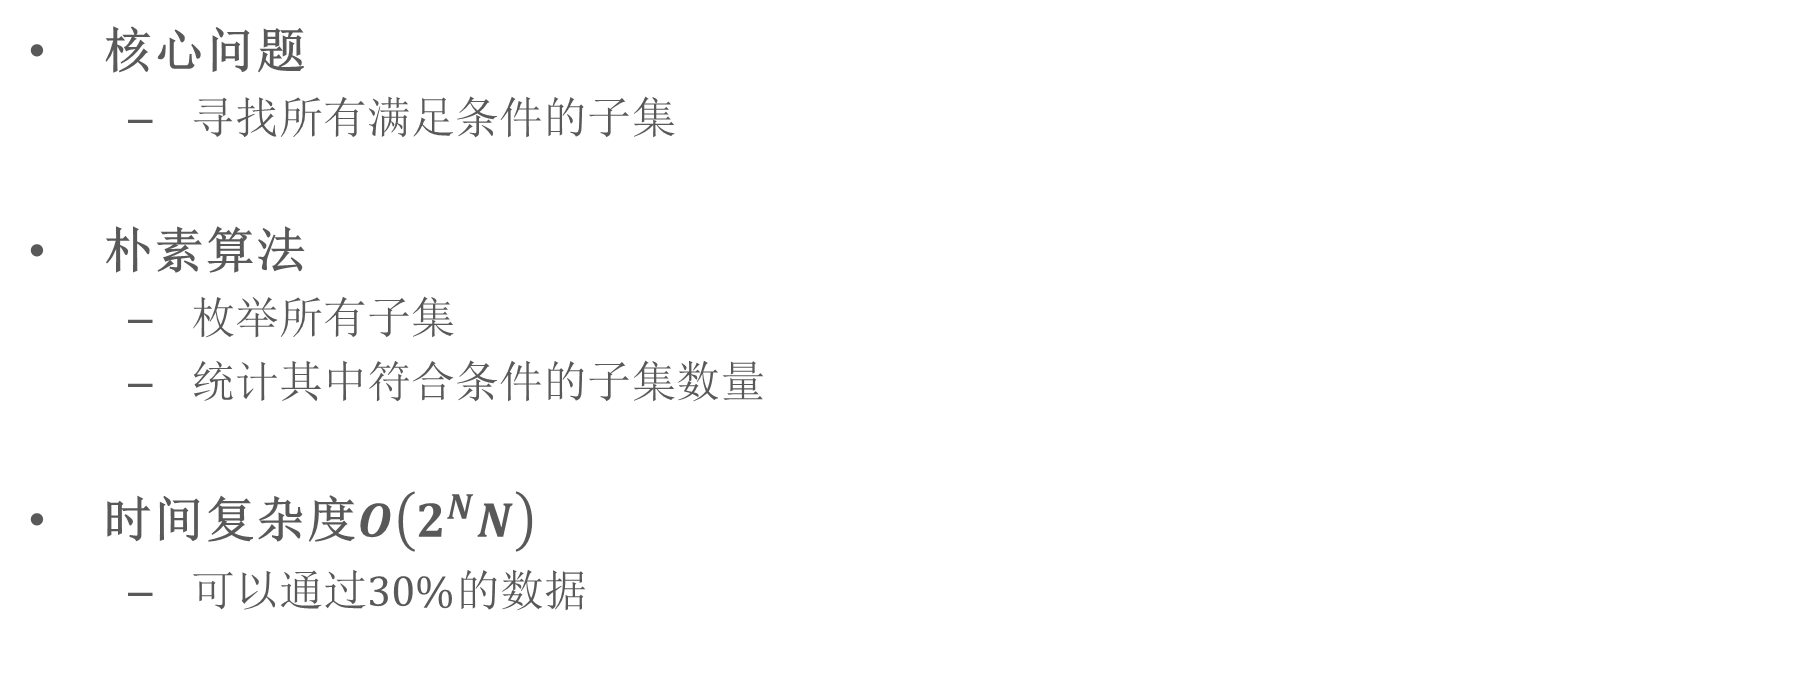 • 核心问题
– 寻找所有满足条件的子集
• 朴素算法
– 枚举所有子集
– 统计其中符合条件的子集数量
• 时间复杂度O(2^N N)
– 可以通过30%的数据